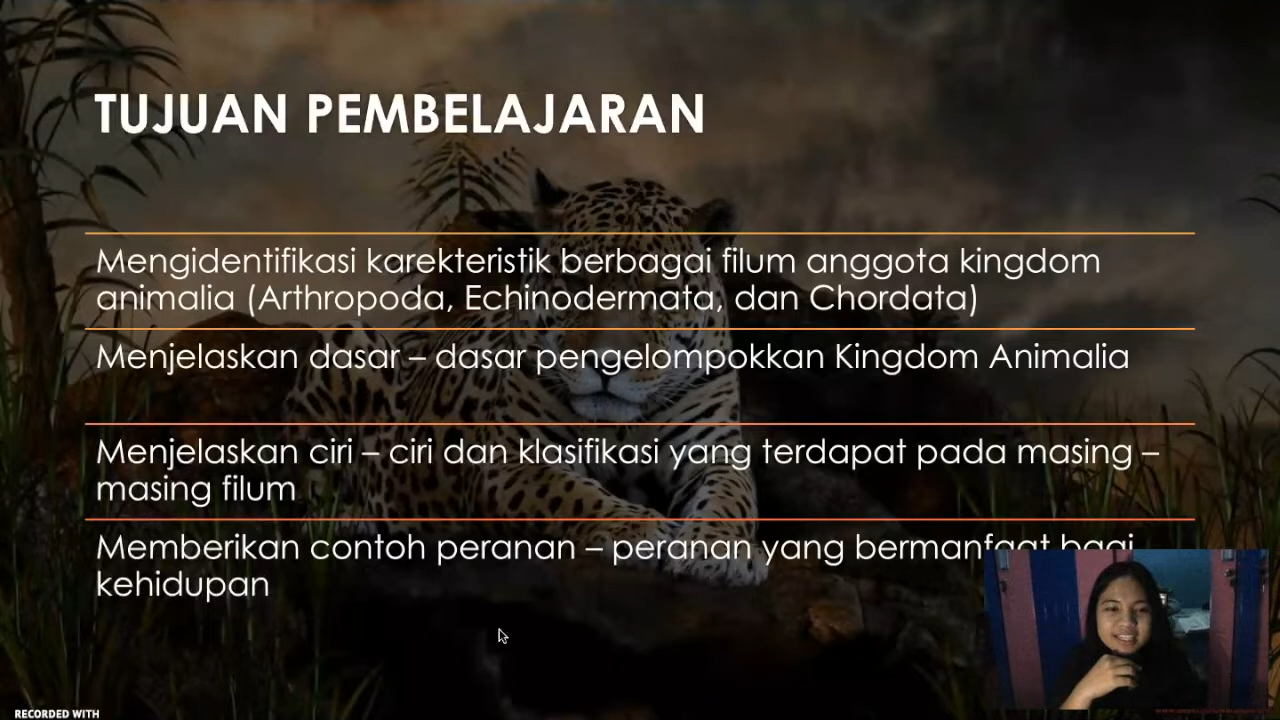 TUJUAN PEMBELAJARAN
Mengidentifikasi karekteristik berbagai filum anggota kingdom
animalia (Arthropoda, Echinodermata, dan Chordata)
Menjelaskan dasar – dasar pengelompokkan Kingdom Animalia
Menjelaskan ciri – ciri dan klasifikasi yang terdapat pada masing –
masing filum
Memberikan contoh peranan – peranan yang bermanfaat bagi
kehidupan
RECORDED WITH